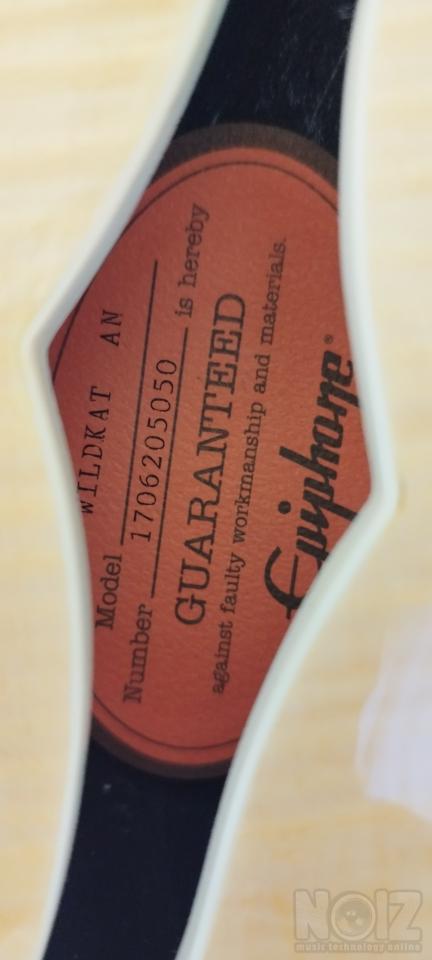 Model WILDKAT AN
Number 1706205050 is hereby
GUARANTEED
against faulty workmanship and materials.
Epiphone®
NOIZ
music technology online